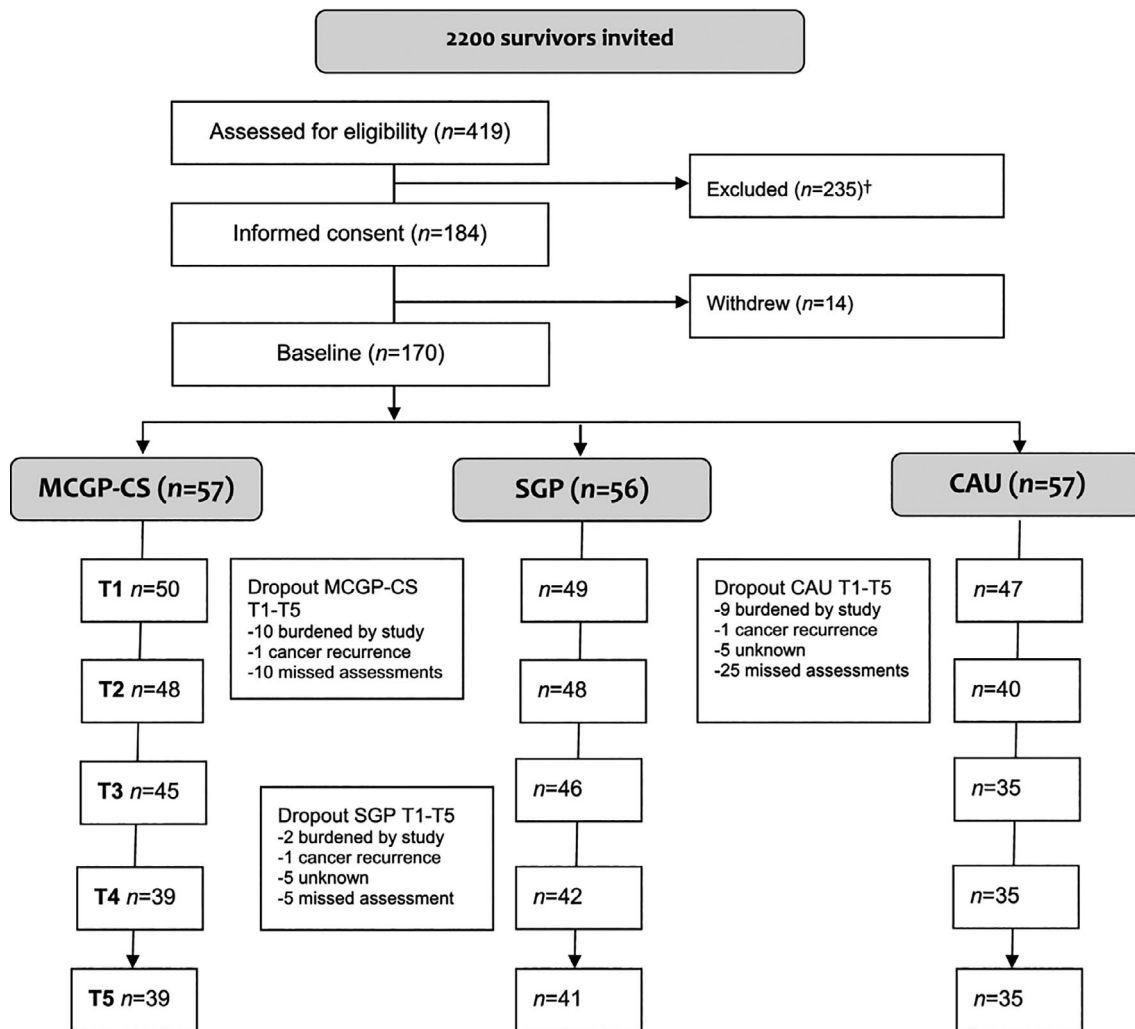 2200 survivors invited
Assessed for eligibility (n=419)
Excluded (n=235)†
Informed consent (n=184)
Withdrew (n=14)
Baseline (n=170)
MCGP-CS (n=57)
SGP (n=56)
CAU (n=57)
T1 n=50
Dropout MCGP-CS
T1-T5
-10 burdened by study
-1 cancer recurrence
-10 missed assessments
n=49
Dropout CAU T1-T5
-9 burdened by study
-1 cancer recurrence
-5 unknown
-25 missed assessments
n=47
T2 n=48
n=48
n=40
T3 n=45
Dropout SGP T1-T5
-2 burdened by study
-1 cancer recurrence
-5 unknown
-5 missed assessment
n=46
n=35
T4 n=39
n=42
n=35
T5 n=39
n=41
n=35